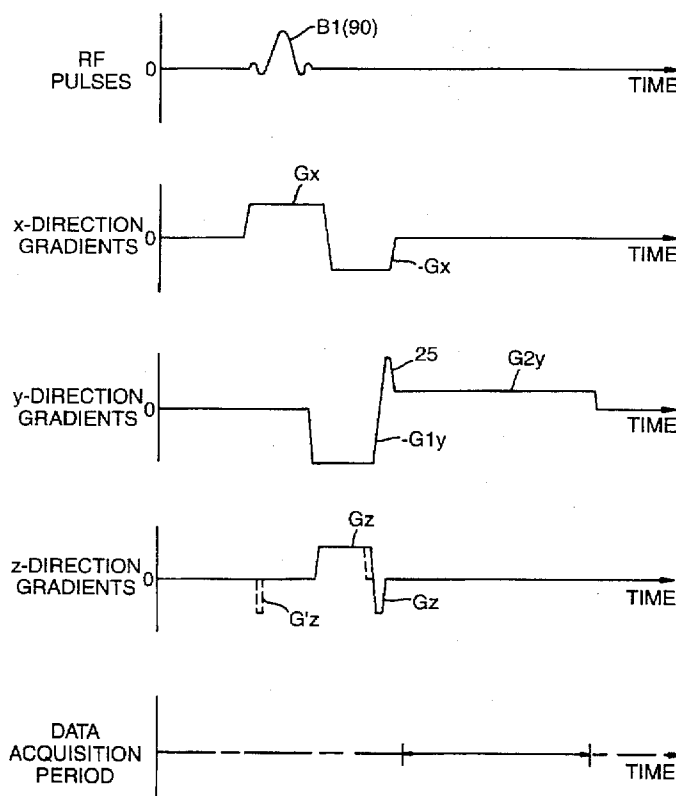 B1(90)
RF
PULSES
0
TIME
Gx
x-DIRECTION
GRADIENTS
0
TIME
-Gx
25
G2y
y-DIRECTION
GRADIENTS
0
TIME
-G1y
Gz
z-DIRECTION
GRADIENTS
0
TIME
G'z
Gz
DATA
ACQUISITION
PERIOD
TIME